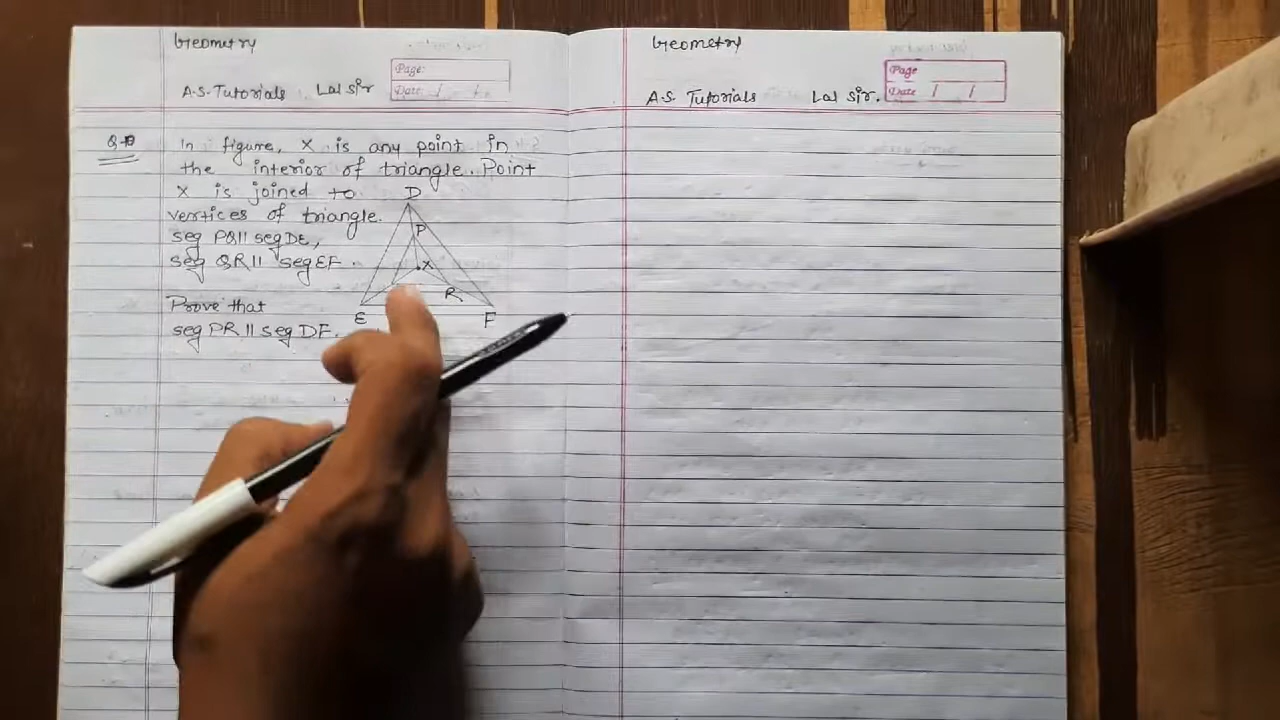 Geometry
Page:
A.S. Tutorials Lal Sir
Date: / /
In figure, X is any point in
the interior of triangle. Point
X is joined to
vertices of triangle.
seg PQ || seg DE,
seg QR || seg EF.
Prove that
seg PR || seg DF.
D
P
X
R
E
F
Geometry
Page
A.S. Tutorials Lal Sir.
Date / /